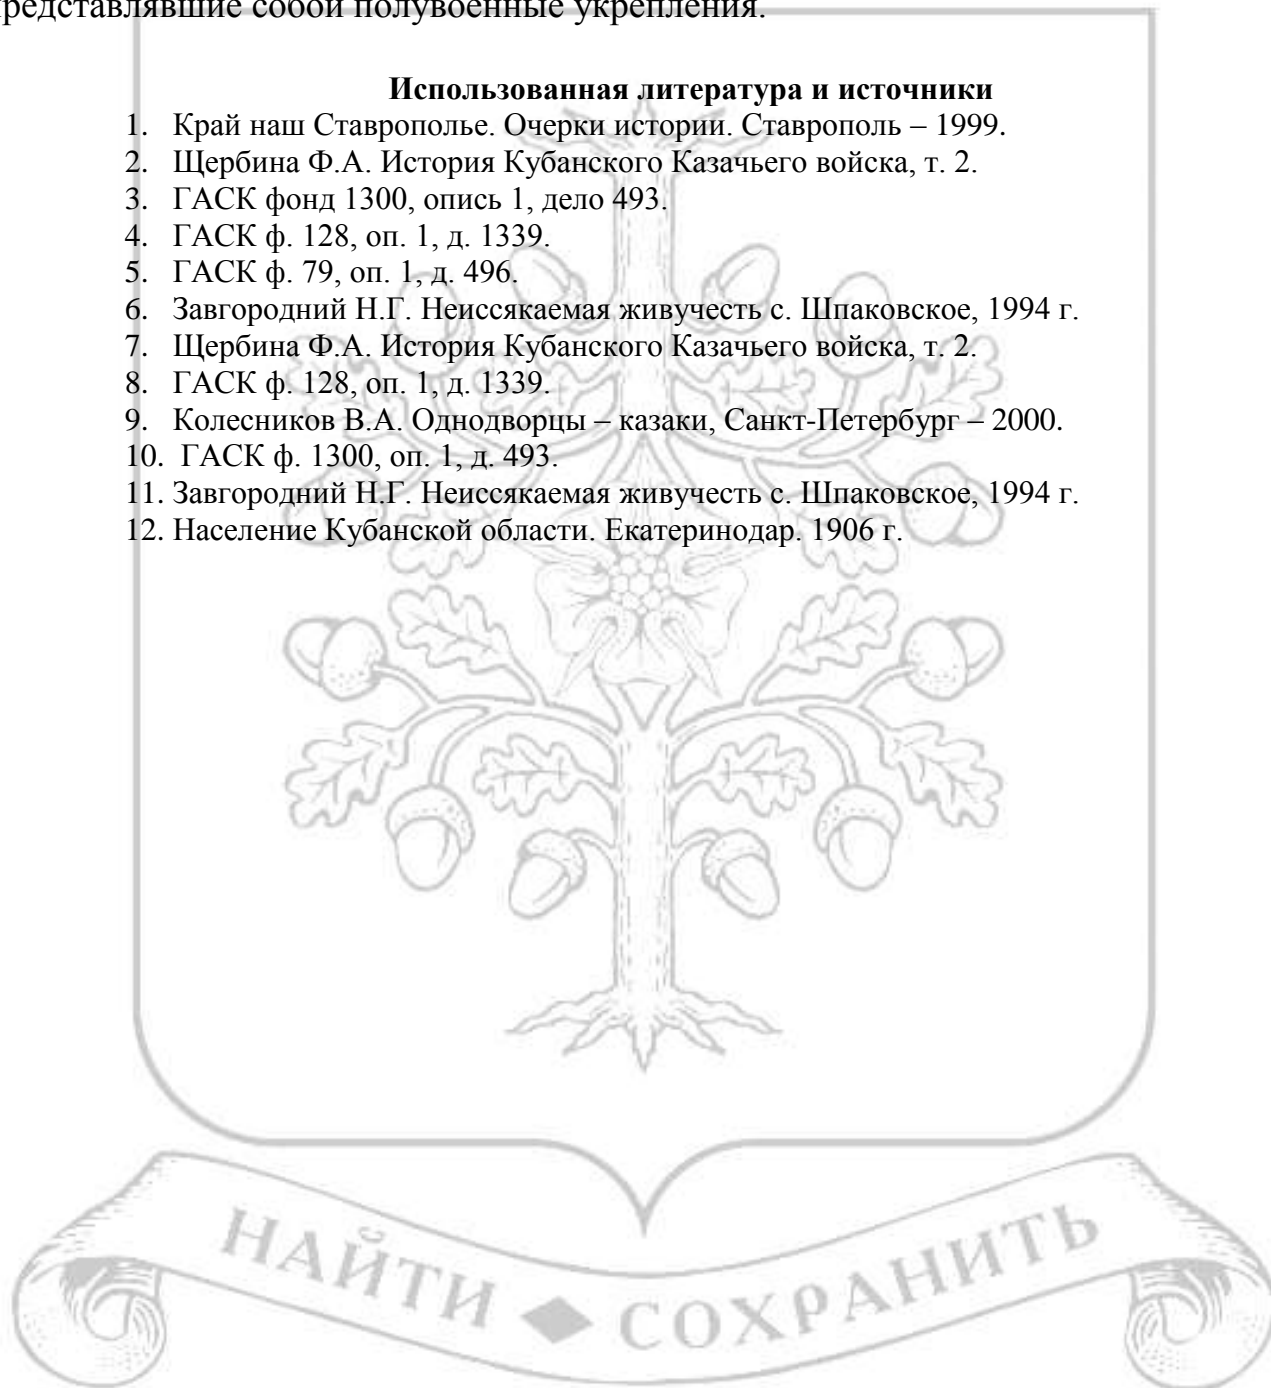 представлявшие собой полувоенные укрепления.
Использованная литература и источники
1. Край наш Ставрополье. Очерки истории. Ставрополь – 1999.
2. Щербина Ф.А. История Кубанского Казачьего войска, т. 2.
3. ГАСК фонд 1300, опись 1, дело 493.
4. ГАСК ф. 128, оп. 1, д. 1339.
5. ГАСК ф. 79, оп. 1, д. 496.
6. Завгородний Н.Г. Неиссякаемая живучесть с. Шпаковское, 1994 г.
7. Щербина Ф.А. История Кубанского Казачьего войска, т. 2.
8. ГАСК ф. 128, оп. 1, д. 1339.
9. Колесников В.А. Однодворцы – казаки, Санкт-Петербург – 2000.
10. ГАСК ф. 1300, оп. 1, д. 493.
11. Завгородний Н.Г. Неиссякаемая живучесть с. Шпаковское, 1994 г.
12. Население Кубанской области. Екатеринодар. 1906 г.
НАЙТИ ◆ СОХРАНИТЬ